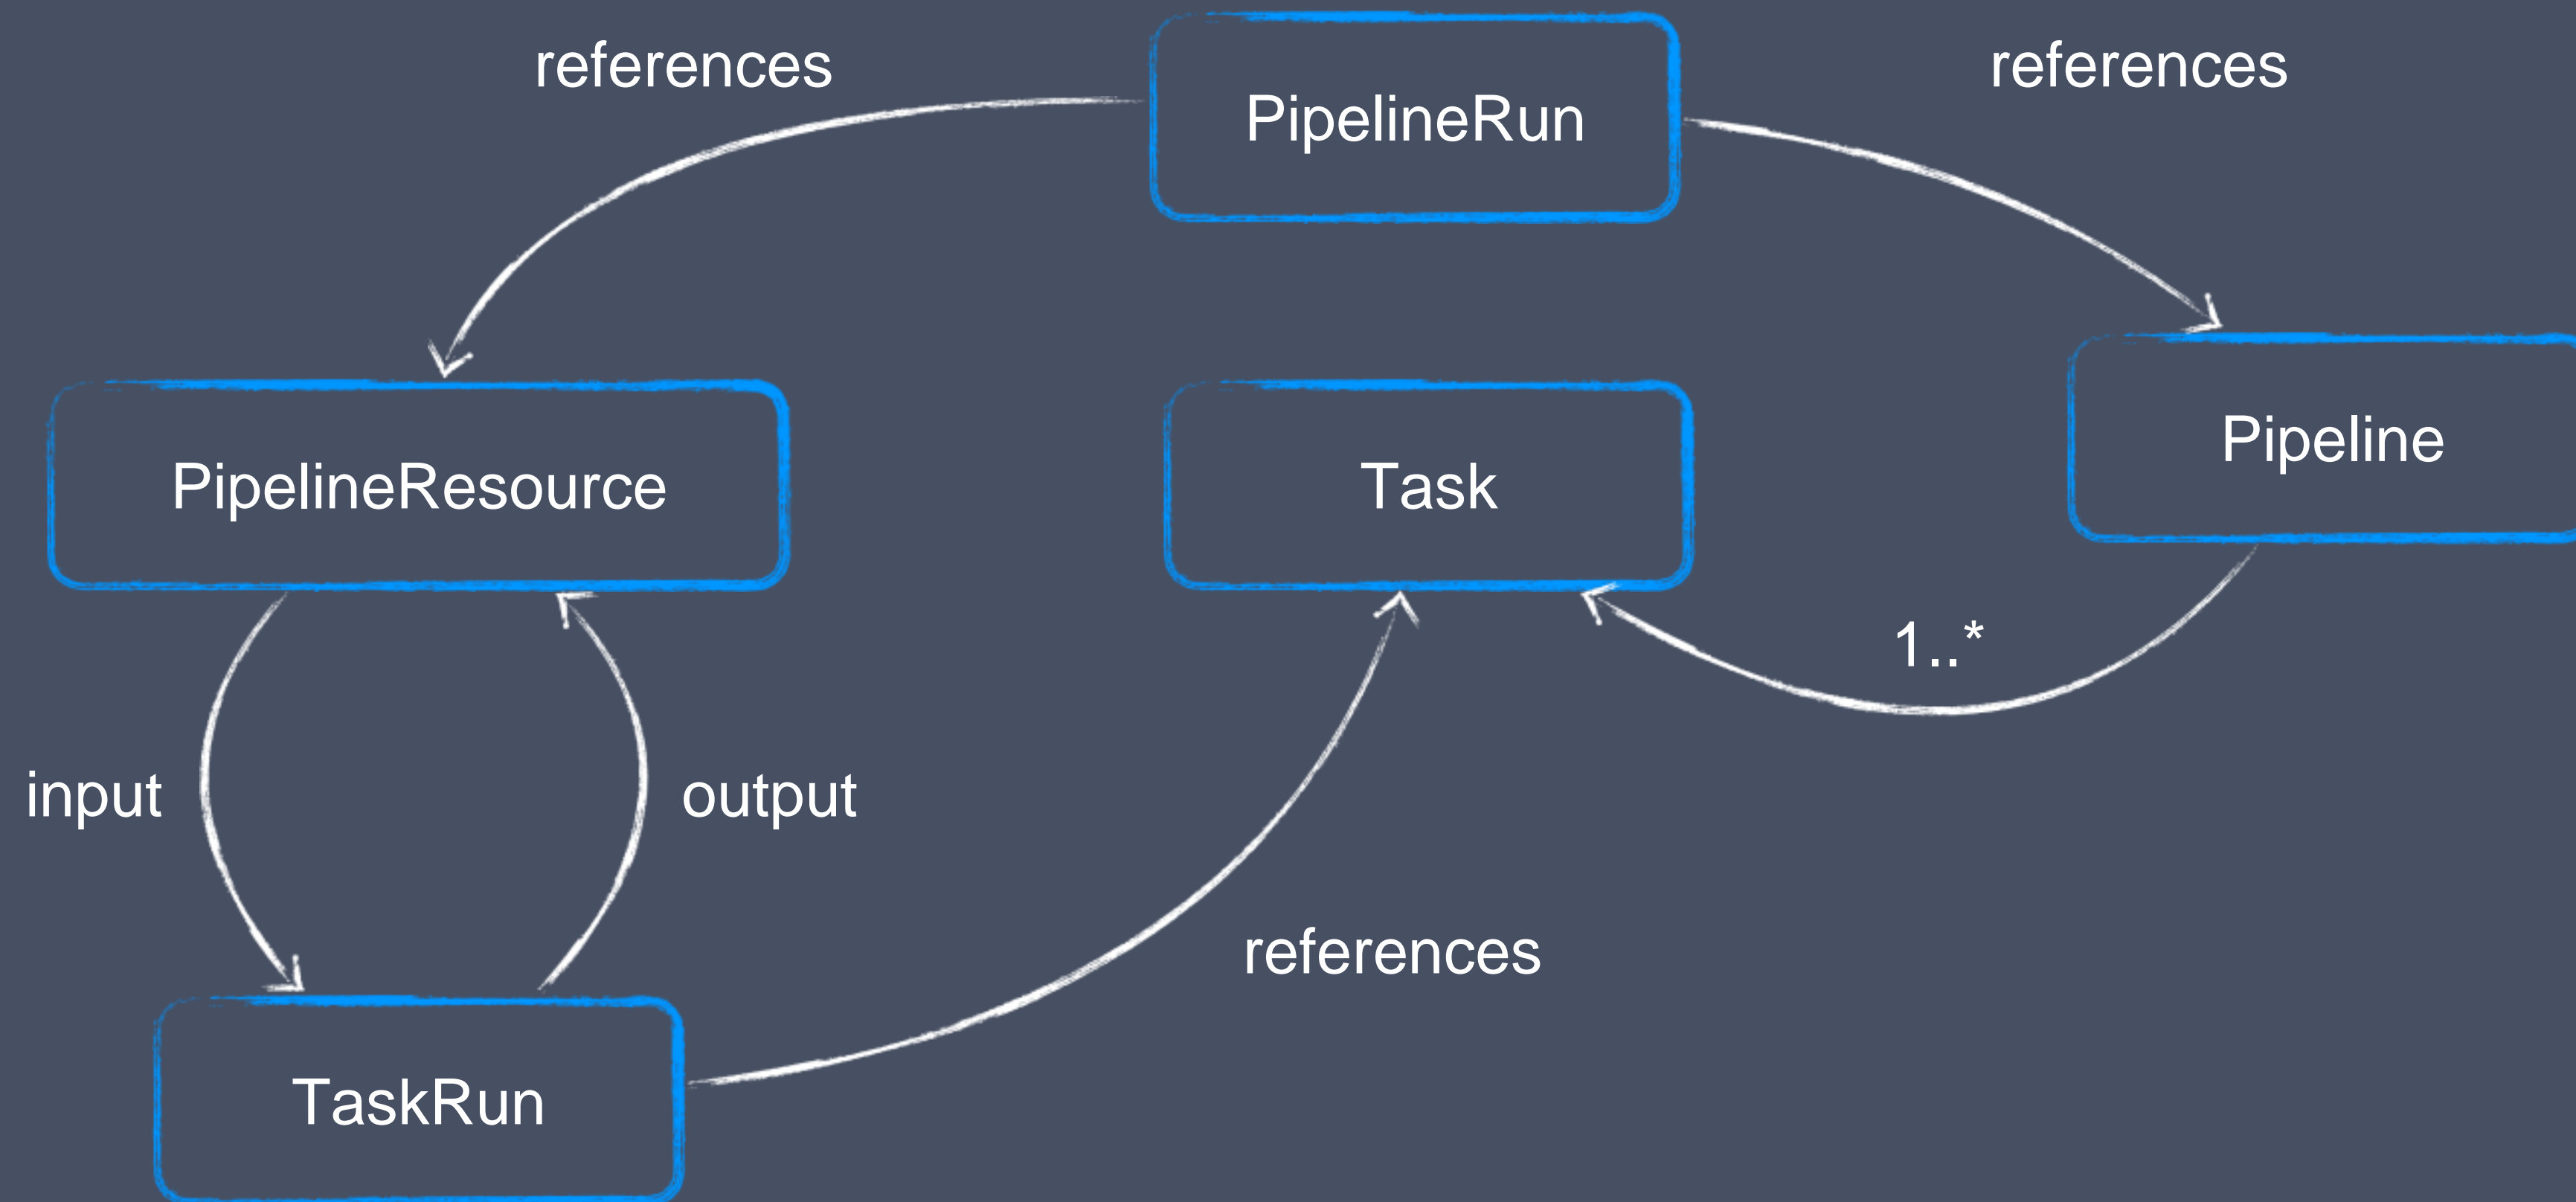 references
references
PipelineRun
Pipeline
PipelineResource
Task
1..*
input
output
references
TaskRun